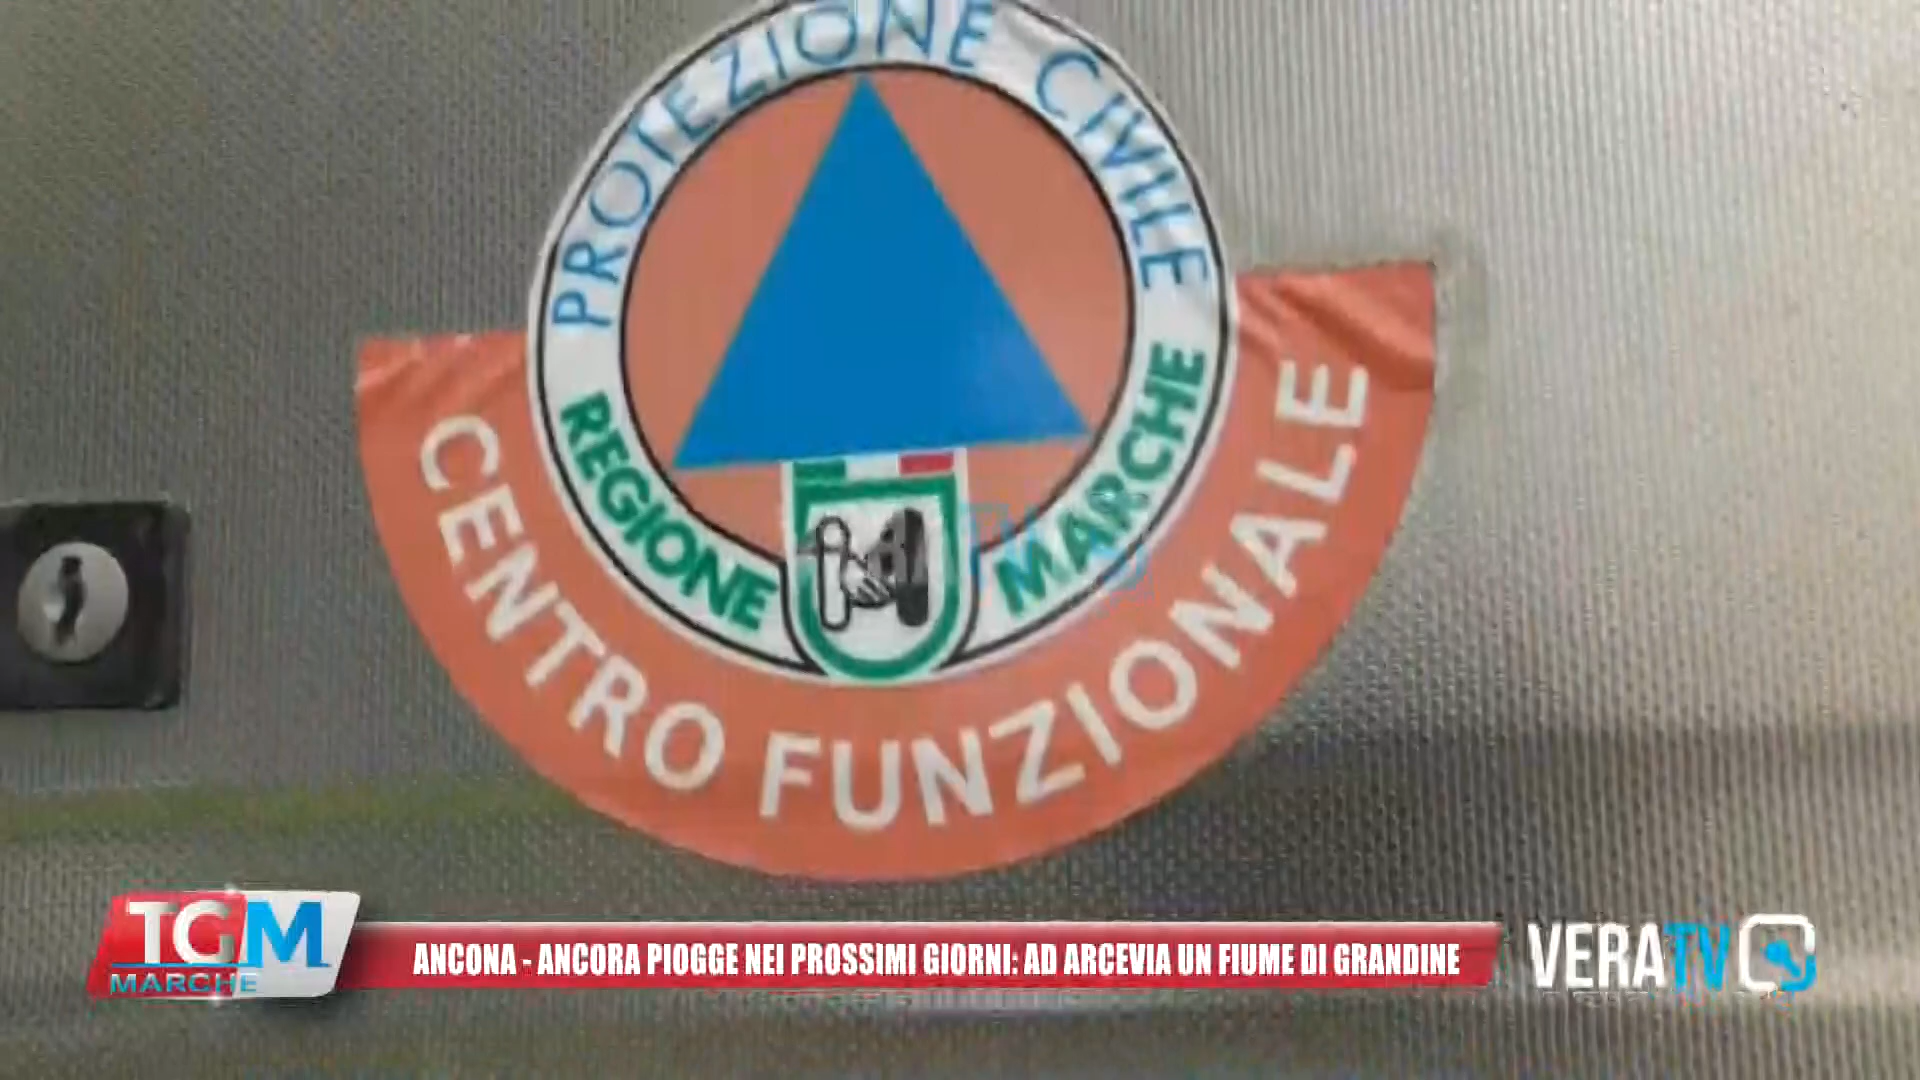 PROTEZIONE CIVILE
REGIONE MARCHE
CENTRO FUNZIONALE
TGM
MARCHE
ANCONA - ANCORA PIOGGE NEI PROSSIMI GIORNI: AD ARCEVIA UN FIUME DI GRANDINE
VERATV